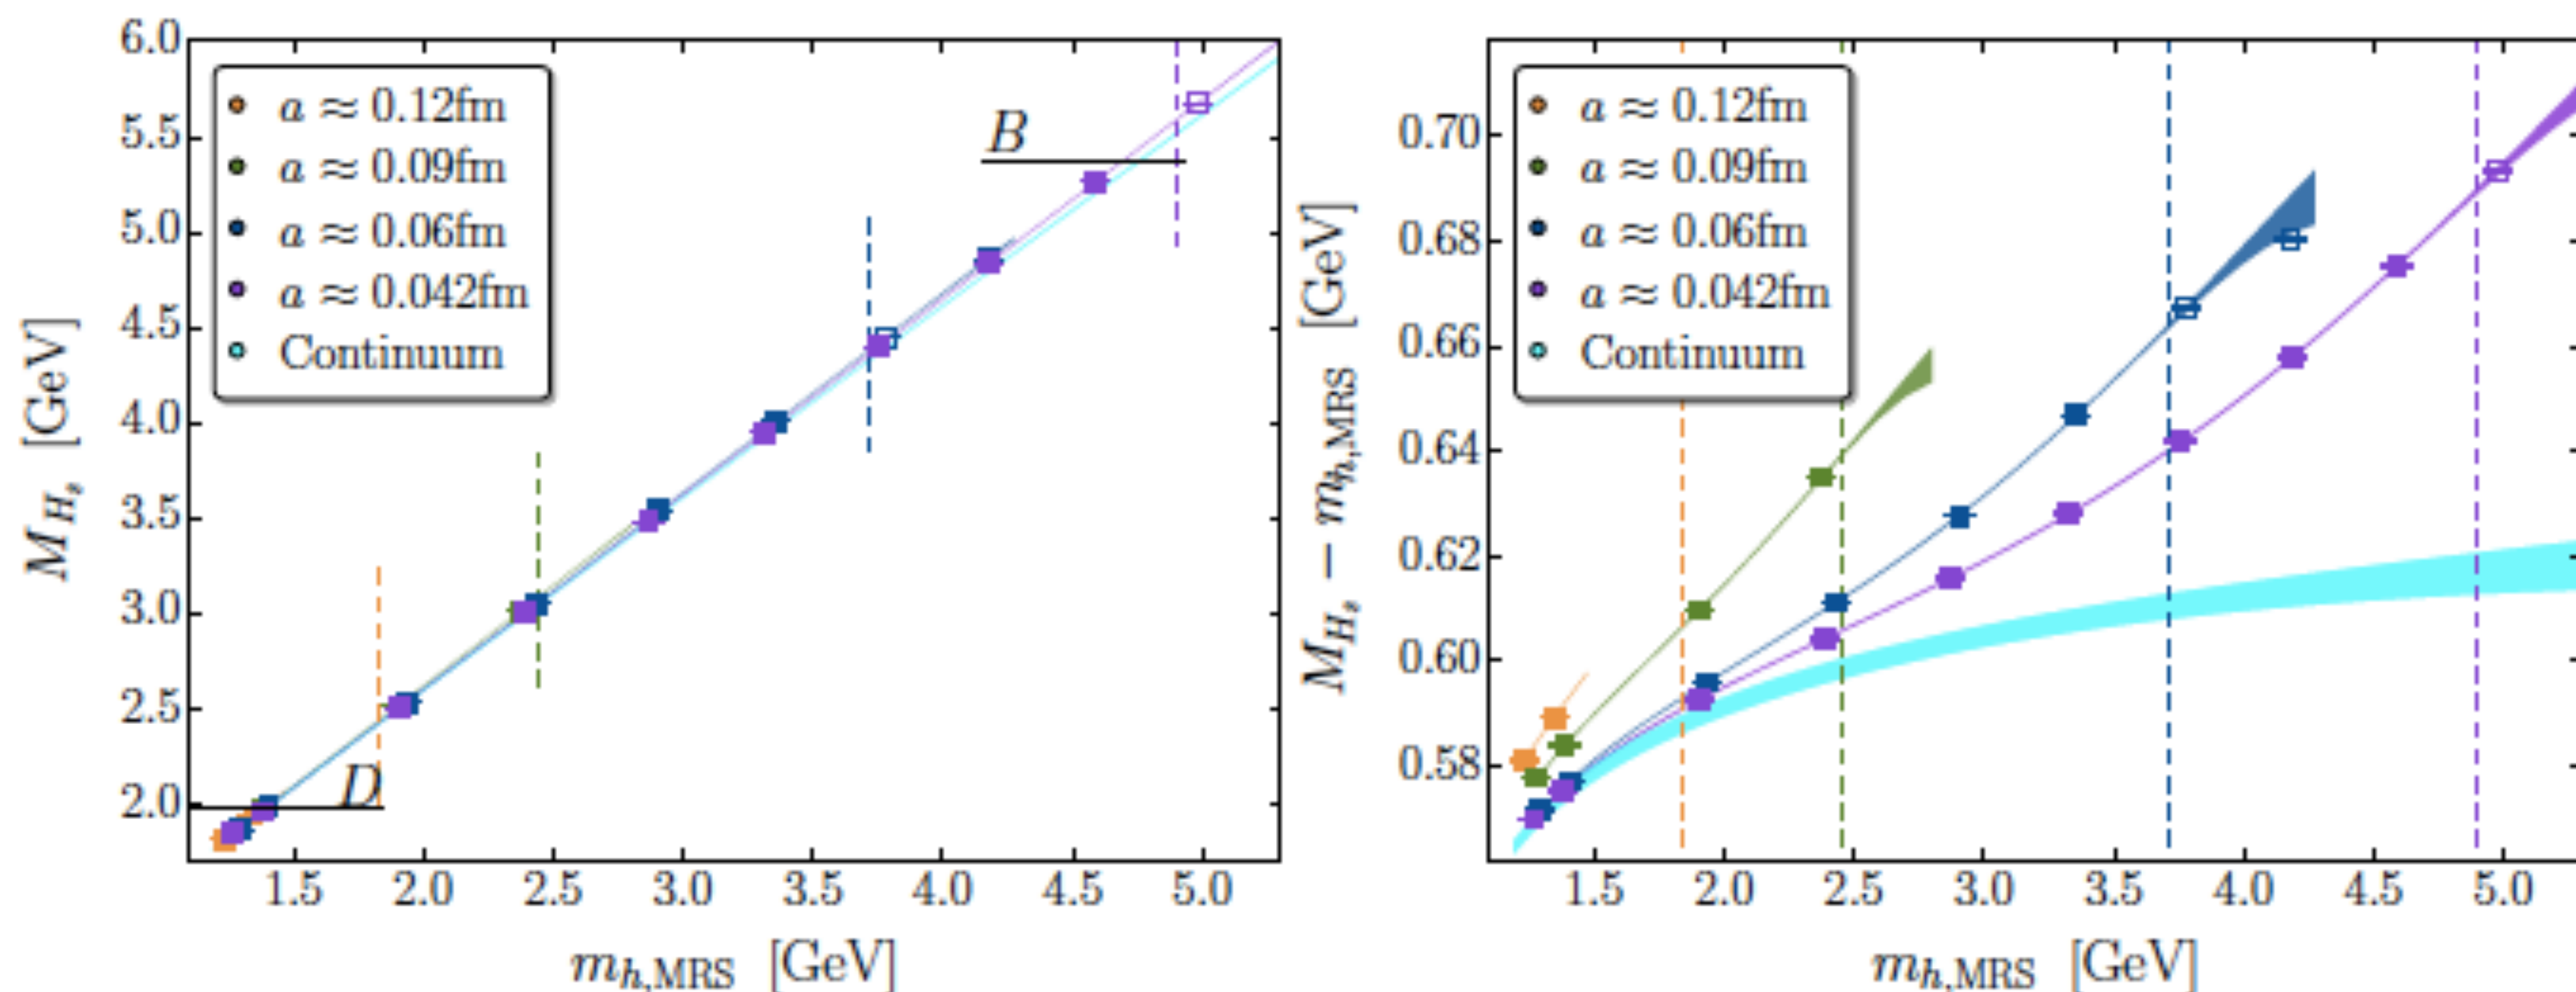 6.0
5.5
5.0
4.5
4.0
3.5
3.0
2.5
2.0
M_{H_s} [GeV]
a ≈ 0.12fm
a ≈ 0.09fm
a ≈ 0.06fm
a ≈ 0.042fm
Continuum
B
D
1.5 2.0 2.5 3.0 3.5 4.0 4.5 5.0
m_{h,MRS} [GeV]
0.70
0.68
0.66
0.64
0.62
0.60
0.58
M_{H_s} − m_{h,MRS} [GeV]
a ≈ 0.12fm
a ≈ 0.09fm
a ≈ 0.06fm
a ≈ 0.042fm
Continuum
1.5 2.0 2.5 3.0 3.5 4.0 4.5 5.0
m_{h,MRS} [GeV]